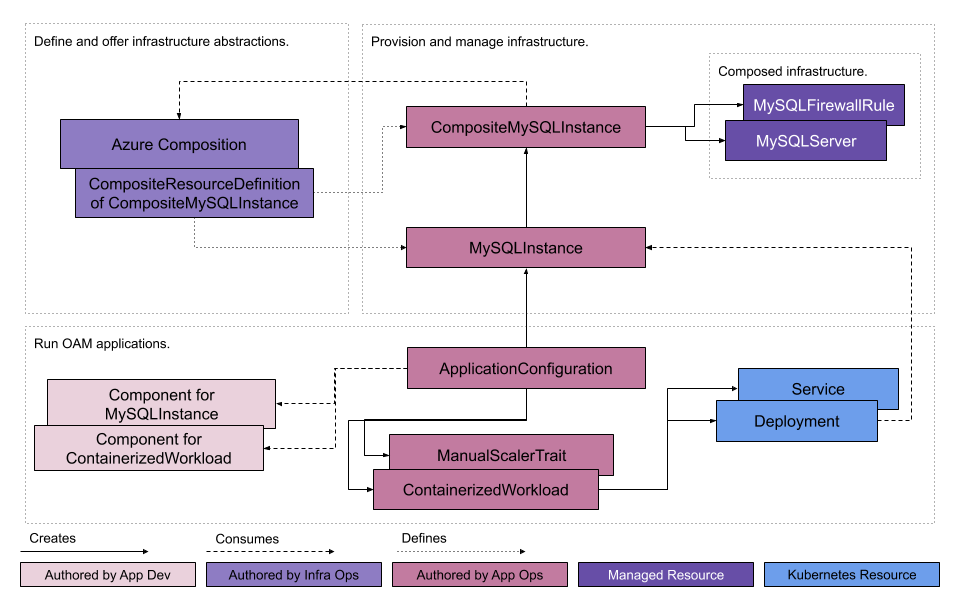 Define and offer infrastructure abstractions.
Provision and manage infrastructure.
Composed infrastructure.
MySQLFirewallRule
MySQLServer
CompositeMySQLInstance
Azure Composition
CompositeResourceDefinition
of CompositeMySQLInstance
MySQLInstance
Run OAM applications.
ApplicationConfiguration
Component for
MySQLInstance
Component for
ContainerizedWorkload
Service
Deployment
ManualScalerTrait
ContainerizedWorkload
Creates
Consumes
Defines
Authored by App Dev
Authored by Infra Ops
Authored by App Ops
Managed Resource
Kubernetes Resource